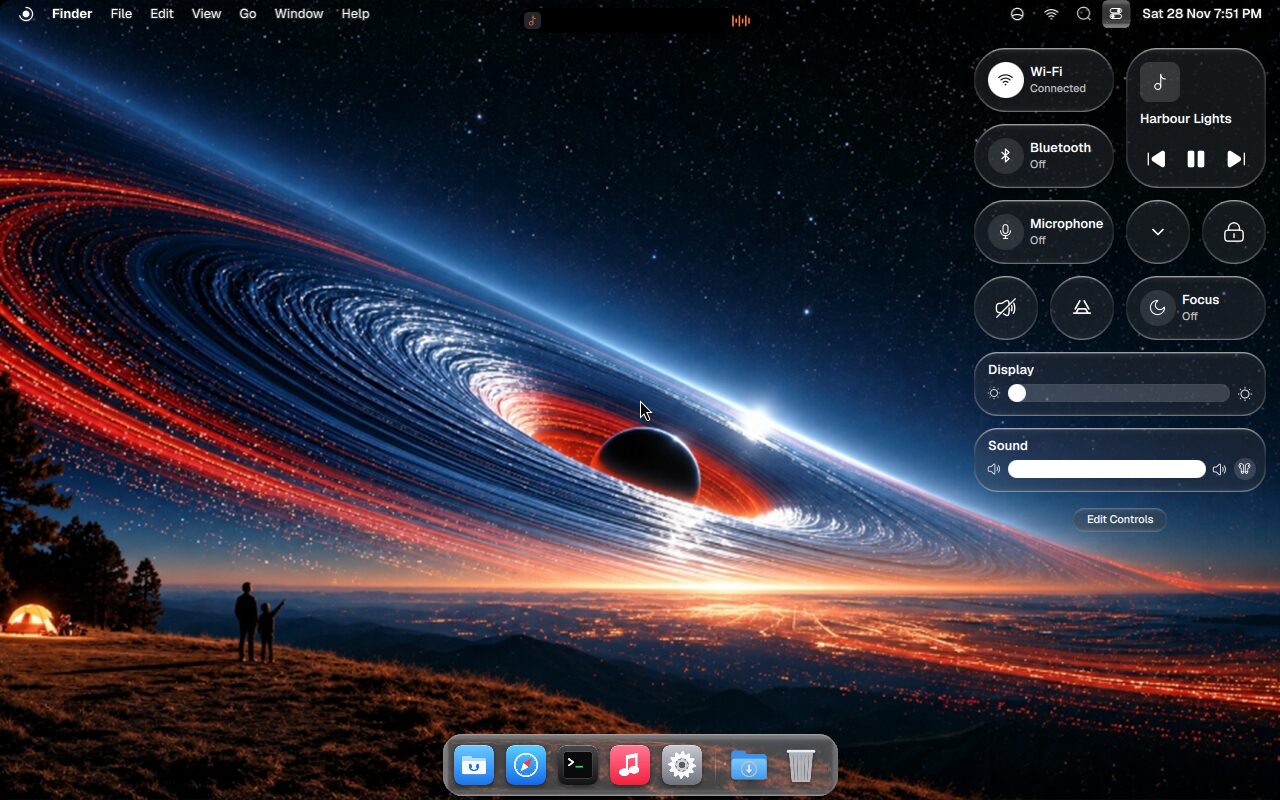 Finder File Edit View Go Window Help
Sat 28 Nov 7:51 PM
Wi-Fi
Connected
Harbour Lights
Bluetooth
Off
Microphone
Off
Focus
Off
Display
Sound
Edit Controls